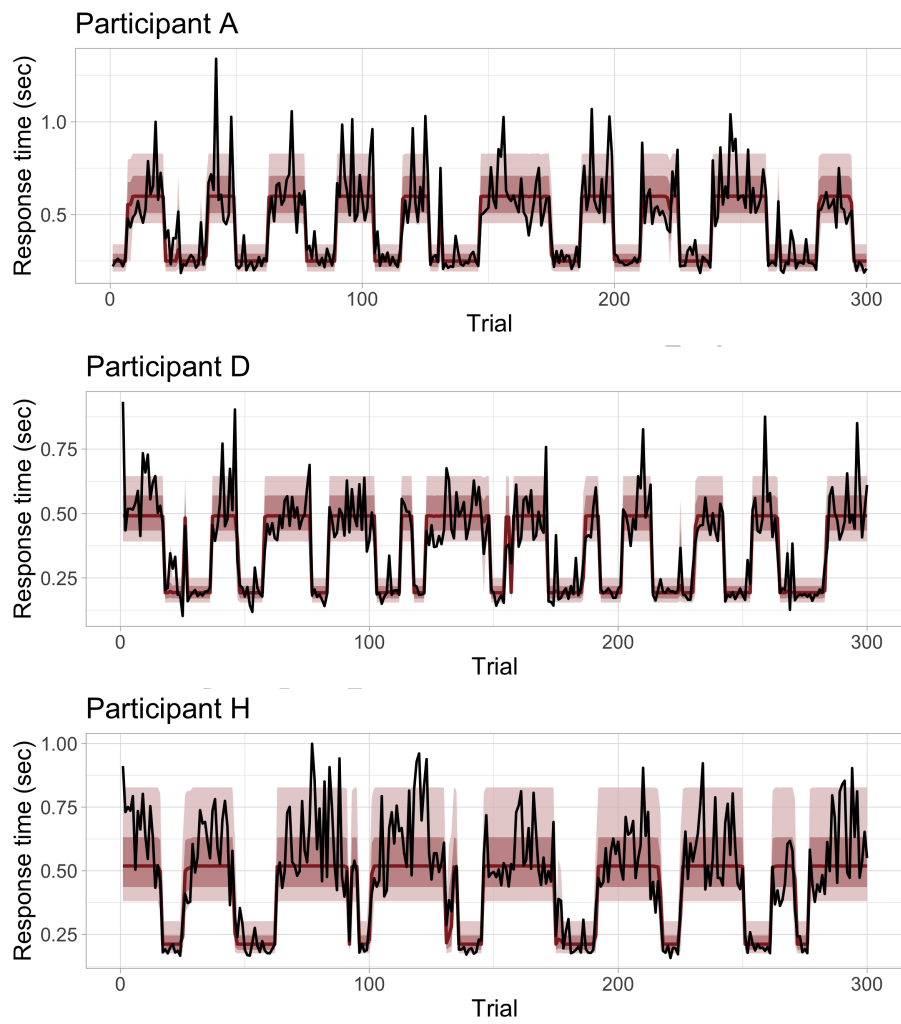 Participant A
Response time (sec)
1.0
0.5
0
100
200
300
Trial
Participant D
Response time (sec)
0.75
0.50
0.25
0
100
200
300
Trial
Participant H
Response time (sec)
1.00
0.75
0.50
0.25
0
100
200
300
Trial